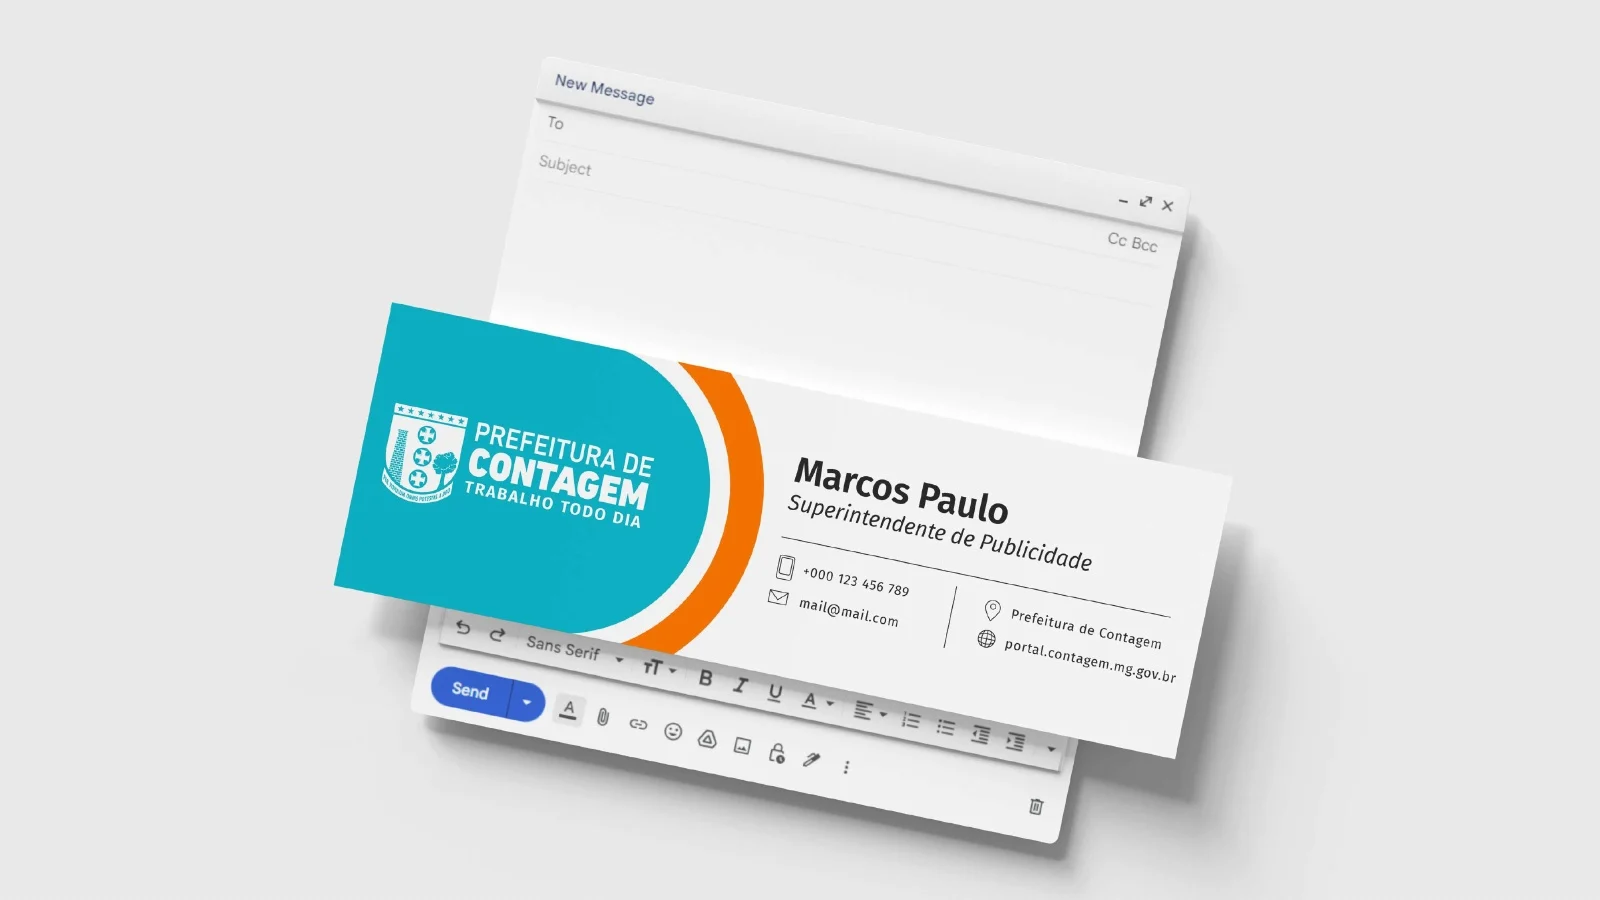 New Message
To
Subject
Cc Bcc
PREFEITURA DE
CONTAGEM
TRABALHO TODO DIA
Marcos Paulo
Superintendente de Publicidade
+000 123 456 789
mail@mail.com
Prefeitura de Contagem
portal.contagem.mg.gov.br
Sans Serif
Send